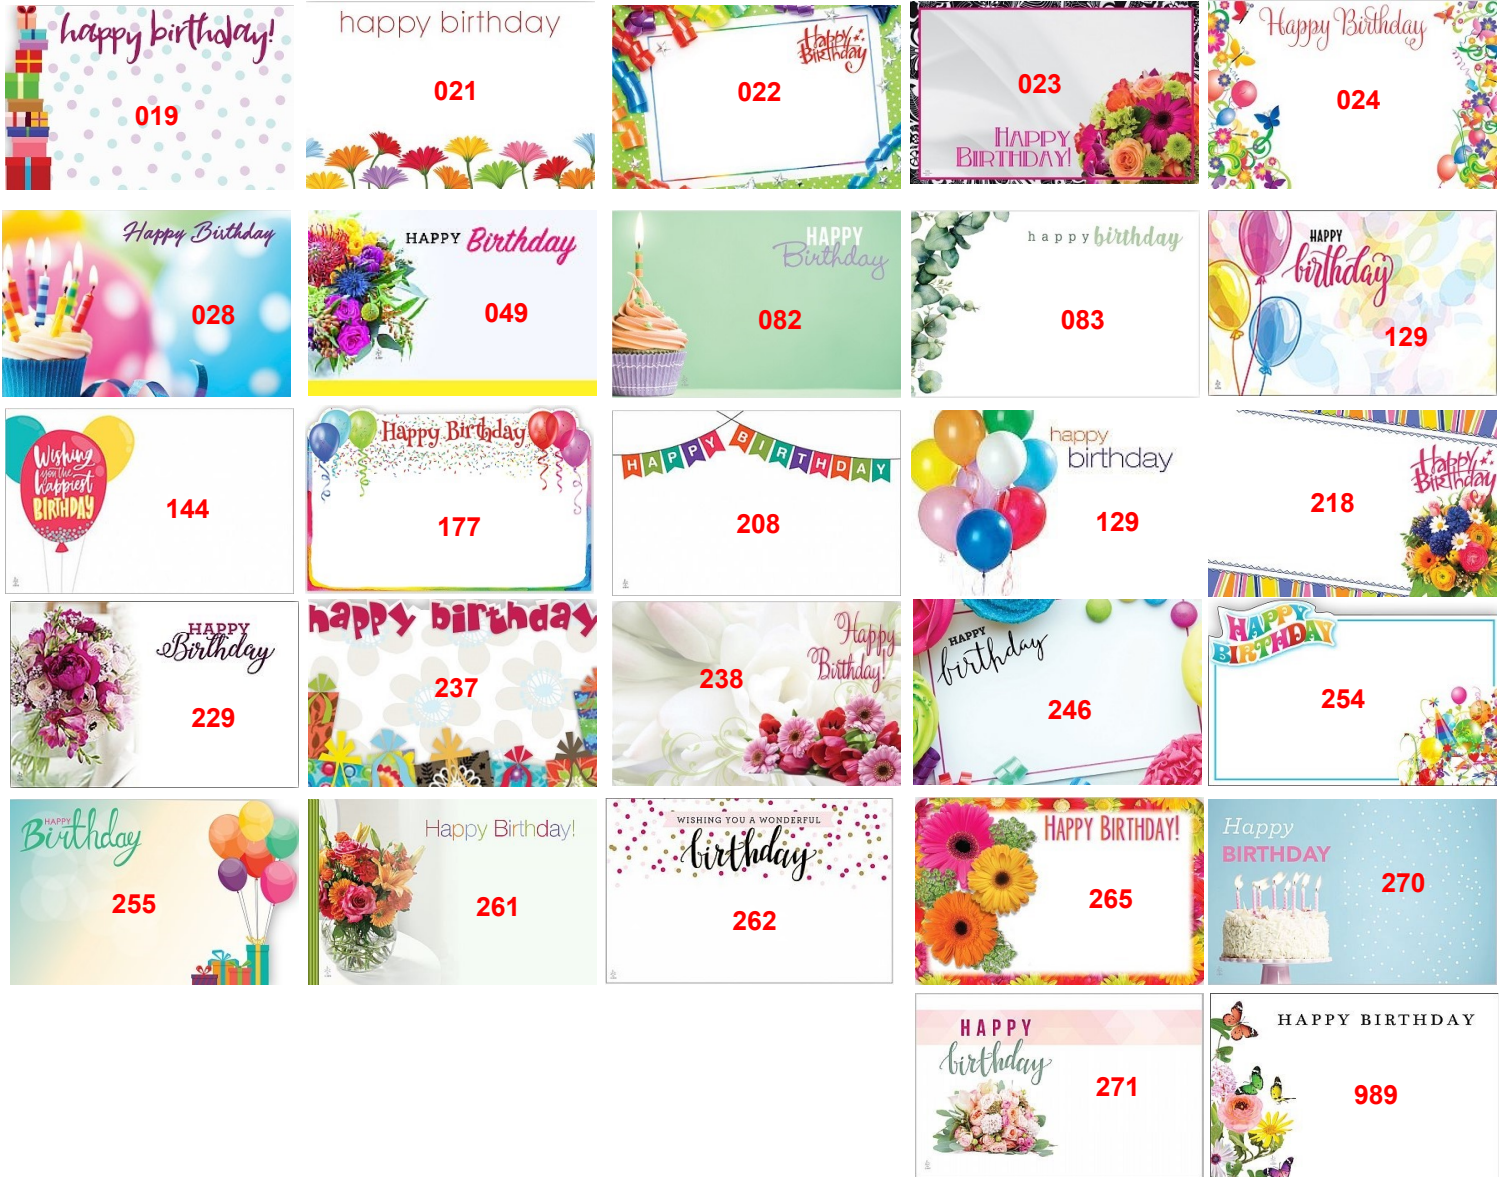 happy birthday!
019
happy birthday
021
Happy
Birthday
022
023
HAPPY
BIRTHDAY!
Happy Birthday
024
Happy Birthday
028
HAPPY Birthday
049
HAPPY
Birthday
082
happy birthday
083
HAPPY
birthday
129
Wishing
you the
Happiest
BIRTHDAY
144
Happy Birthday
177
HAPPY BIRTHDAY
208
happy
birthday
129
Happy
Birthday
218
HAPPY
Birthday
229
happy birthday
237
Happy
Birthday!
238
HAPPY
birthday
246
HAPPY
BIRTHDAY
254
HAPPY
Birthday
255
Happy Birthday!
261
WISHING YOU A WONDERFUL
birthday
262
HAPPY BIRTHDAY!
265
Happy
BIRTHDAY
270
HAPPY
birthday
271
HAPPY BIRTHDAY
989